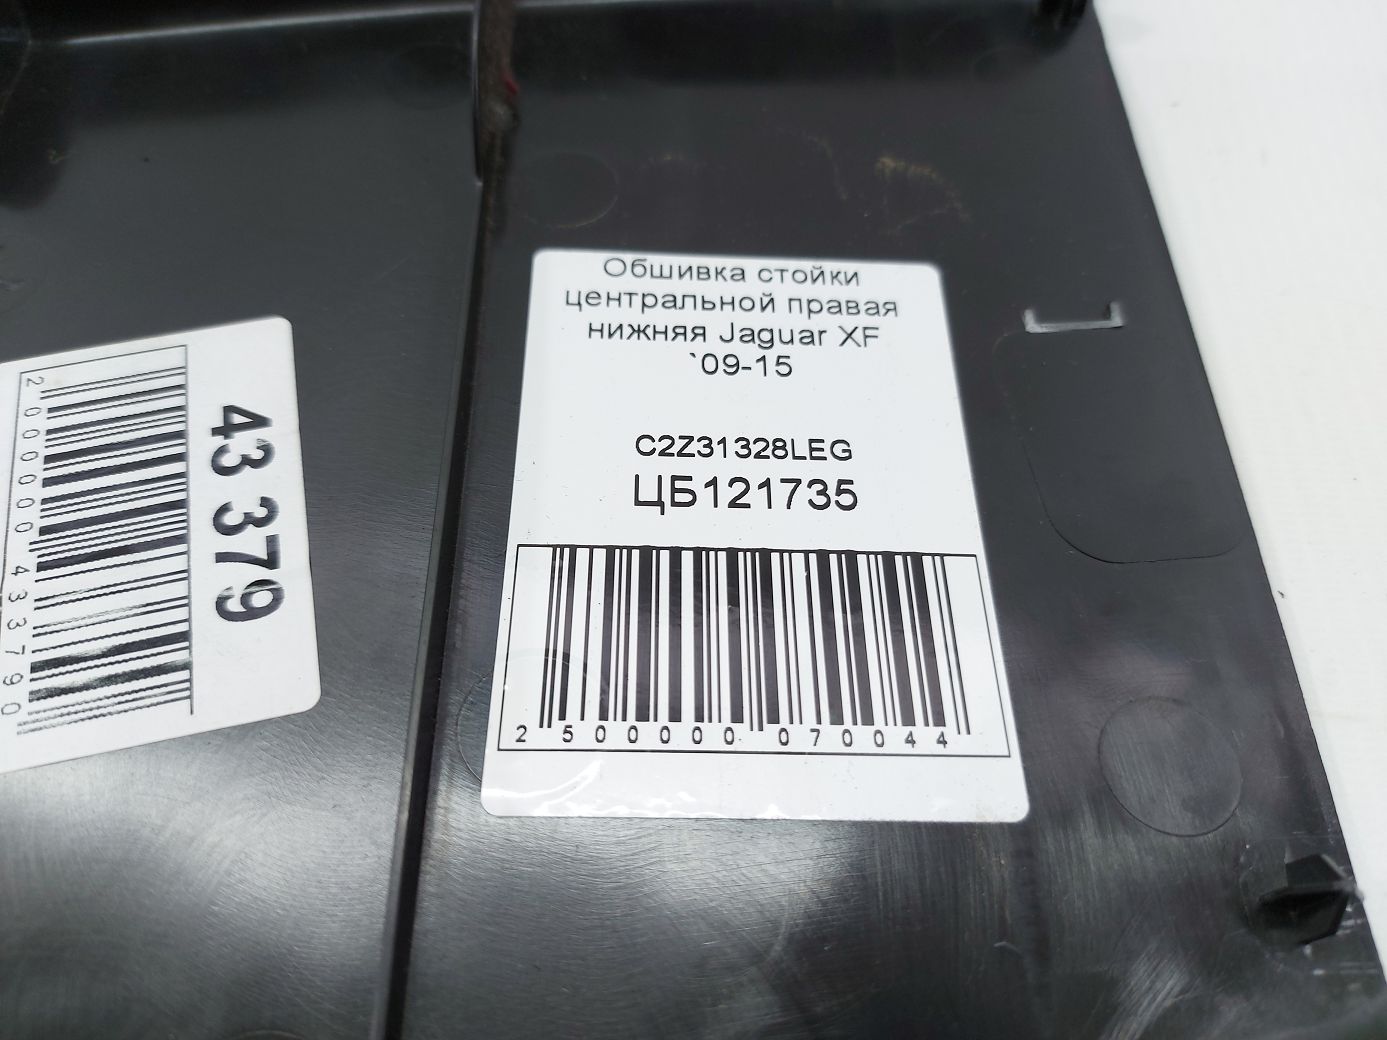 Обшивка стойки
центральной правая
нижняя Jaguar XF
`09-15
C2Z31328LEG
ЦБ121735
2 500000 070044
43 379
2 000000 433790